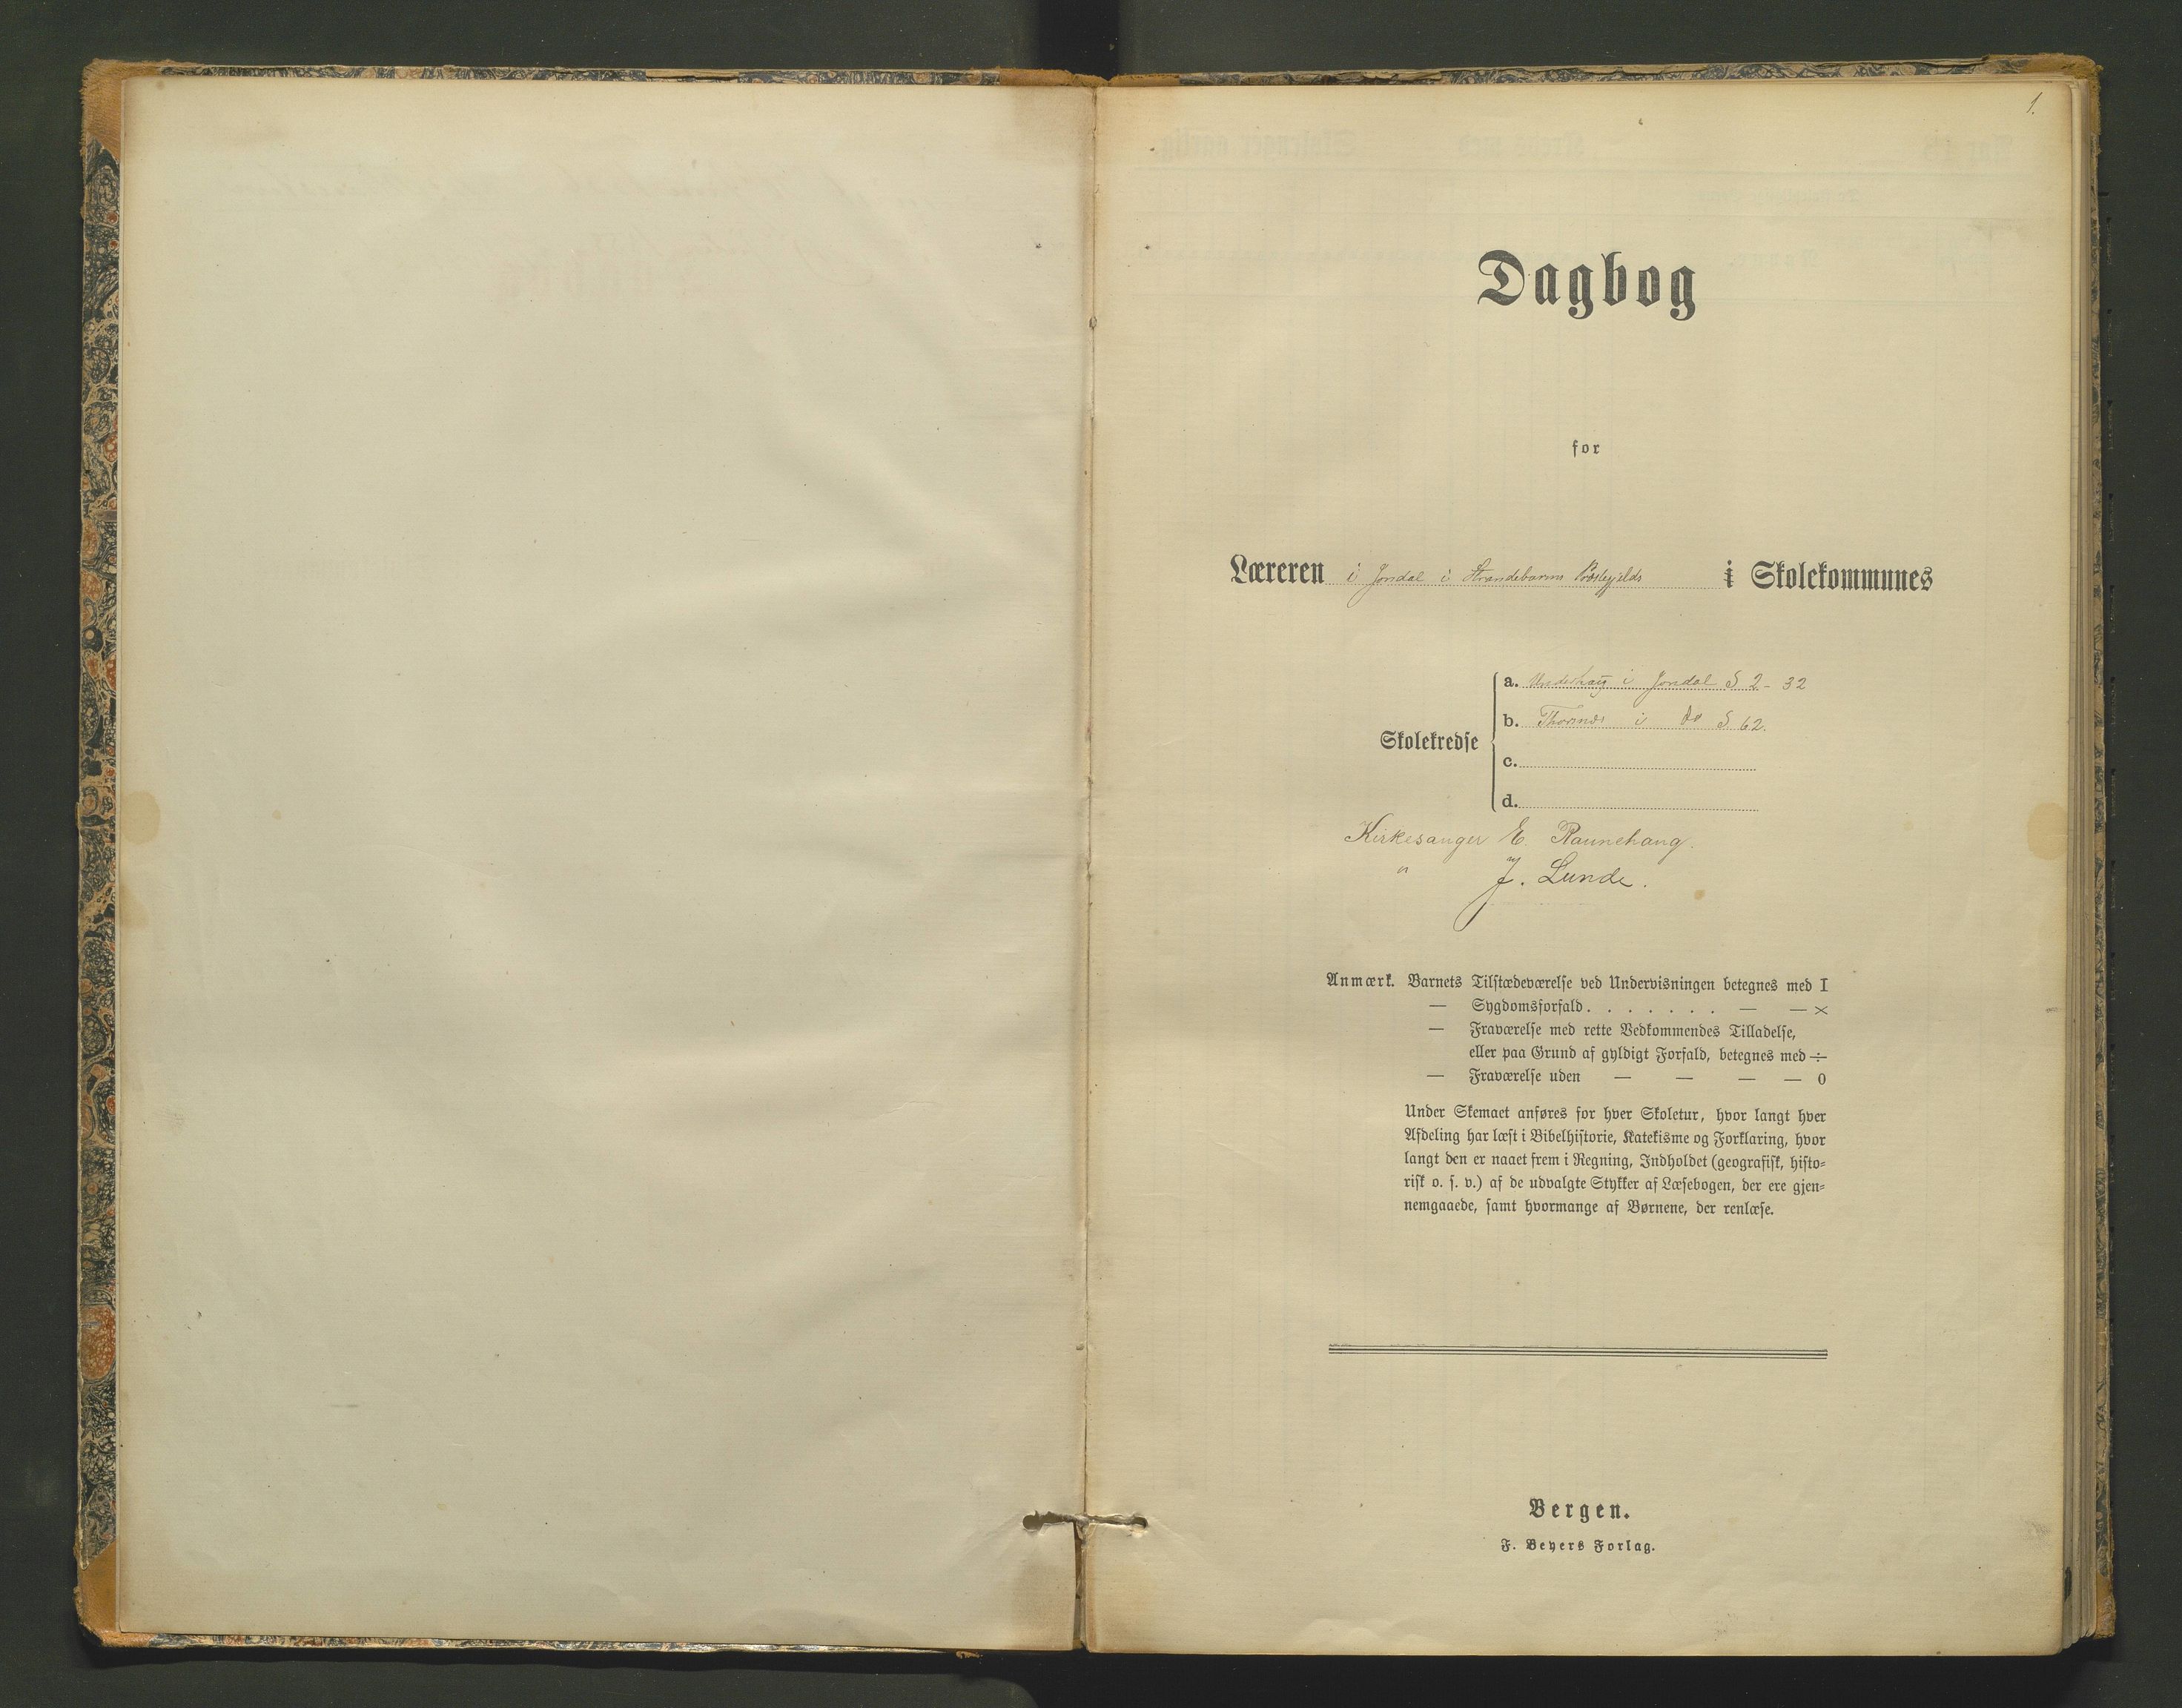 1.
Dagbog
for
Læreren i Jondal i Strandebarms Præstegjelds i Skolekommunes
Skolekredse
a. Underhaug i Jondal S 2 - 32
b. i do S 62.
c.
d.
Kirkesanger E. Raunehaug.
" J. Lunde.
Anmærk. Barnets Tilstædeværelse ved Undervisningen betegnes med I
— Sygdomsforfald . . . . . . . — — ×
— Fraværelse med rette Vedkommendes Tilladelse,
eller paa Grund af gyldigt Forfald, betegnes med ÷
— Fraværelse uden — — — — 0
Under Skemaet anføres for hver Skoletur, hvor langt hver
Afdeling har læst i Bibelhistorie, Katekisme og Forklaring, hvor
langt den er naaet frem i Regning, Indholdet (geografisk, histo-
risk o. s. v.) af de udvalgte Stykker af Læsebogen, der ere gjen-
nemgaaede, samt hvormange af Børnene, der renlæse.
Bergen.
F. Beyers Forlag.